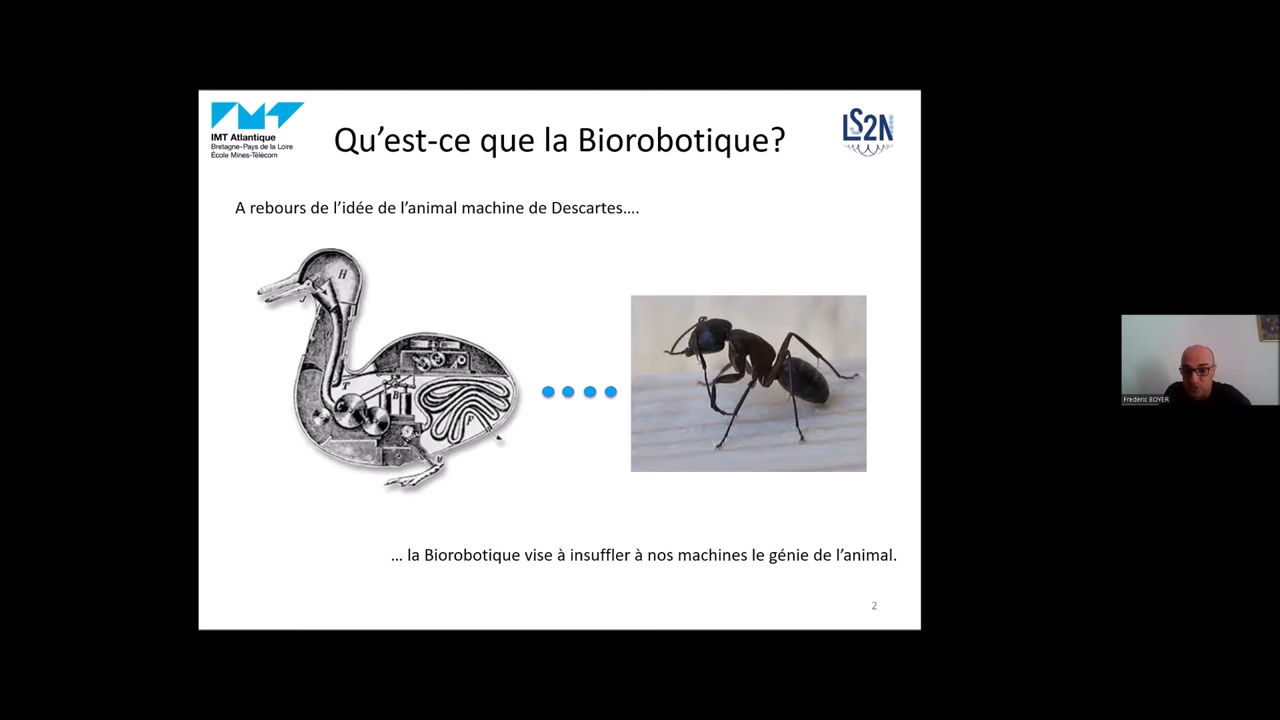 IMT Atlantique
Bretagne-Pays de la Loire
École Mines-Télécom
Qu’est-ce que la Biorobotique?
LS2N
A rebours de l’idée de l’animal machine de Descartes….
H
T
B
F
Frederic BOYER
… la Biorobotique vise à insuffler à nos machines le génie de l’animal.
2